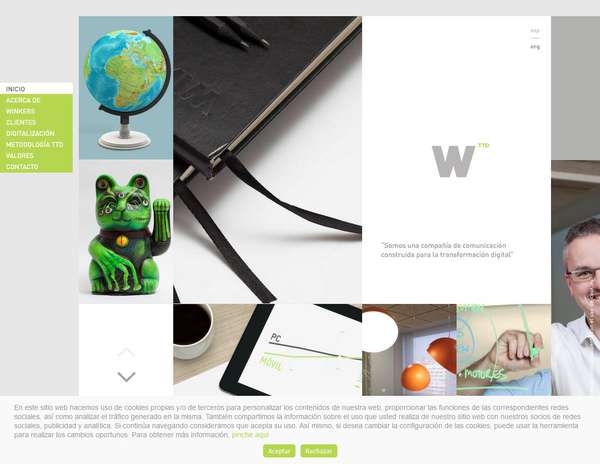 esp
eng
INICIO
ACERCA DE
WINKERS
CLIENTES
DIGITALIZACIÓN
METODOLOGÍA TTD
VALORES
CONTACTO
W TTD
"Somos una compañía de comunicación
construida para la transformación digital"
PC
MÓVIL
MOTORES
En este sitio web hacemos uso de cookies propias y/o de terceros para personalizar los contenidos de nuestra web, proporcionar las funciones de las correspondientes redes
sociales, así como analizar el tráfico generado en la misma. También compartimos la información sobre el uso que usted realiza de nuestro sitio web con nuestros socios de redes
sociales, publicidad y analítica. Si continúa navegando consideramos que acepta su uso. Así mismo, si desea cambiar la configuración de las cookies, puede usar la herramienta
para realizar los cambios oportunos. Para obtener más información, pinche aquí
Aceptar
Rechazar